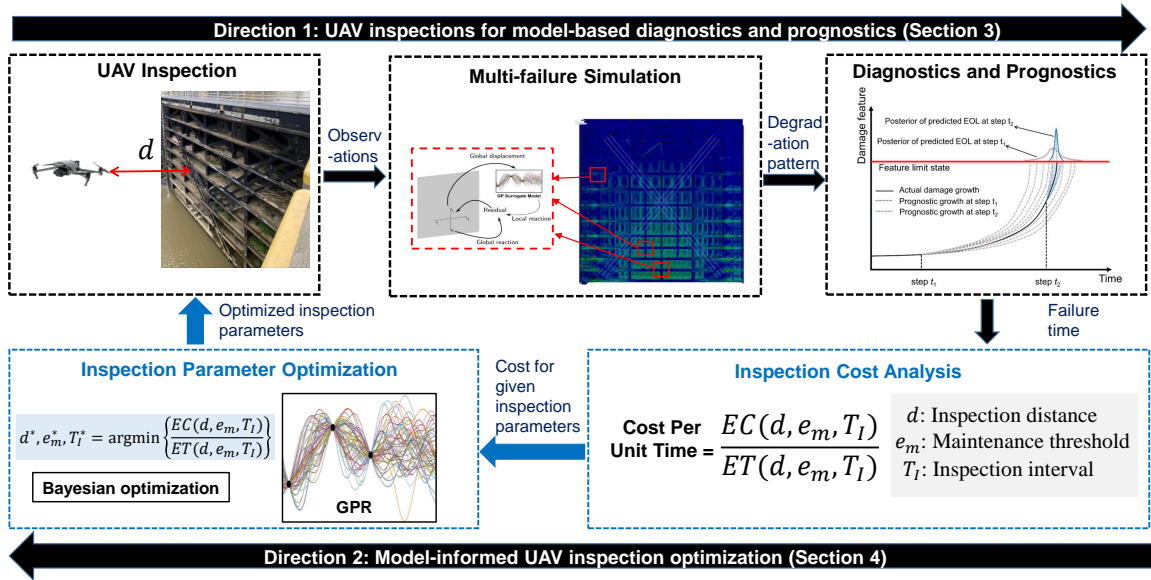 Direction 1: UAV inspections for model-based diagnostics and prognostics (Section 3)
UAV Inspection
d
Observ
-ations
Multi-failure Simulation
Global displacement
GP Surrogate Model
Residual
Local reaction
Global reaction
Degrad
-ation
pattern
Diagnostics and Prognostics
Damage feature
Posterior of predicted EOL at step t₂
Posterior of predicted EOL at step t₁
Feature limit state
Actual damage growth
Prognostic growth at step t₁
Prognostic growth at step t₂
Time
step t₁
step t₂
Optimized inspection
parameters
Failure
time
Inspection Parameter Optimization
d*, e*ₘ, T*_I = argmin{EC(d, eₘ, T_I) / ET(d, eₘ, T_I)}
Bayesian optimization
GPR
Cost for
given
inspection
parameters
Inspection Cost Analysis
Cost Per
Unit Time = EC(d, eₘ, T_I) / ET(d, eₘ, T_I)
d: Inspection distance
eₘ: Maintenance threshold
T_I: Inspection interval
Direction 2: Model-informed UAV inspection optimization (Section 4)